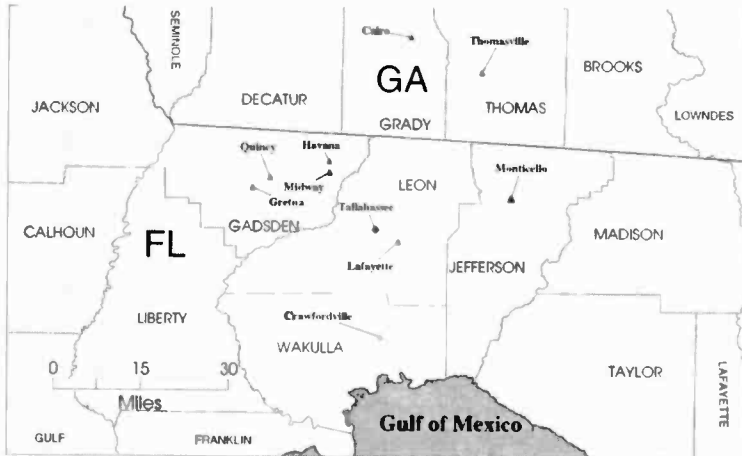 SEMINOLE
Cairo
Thomasville
BROOKS
GA
JACKSON
DECATUR
THOMAS
LOWNDES
GRADY
Quincy
Havana
Monticello
Midway
LEON
Gretna
Tallahassee
GADSDEN
CALHOUN
FL
MADISON
Lafayette
JEFFERSON
LIBERTY
Crawfordville
WAKULLA
0 15 30
Miles
TAYLOR
LAFAYETTE
Gulf of Mexico
GULF
FRANKLIN